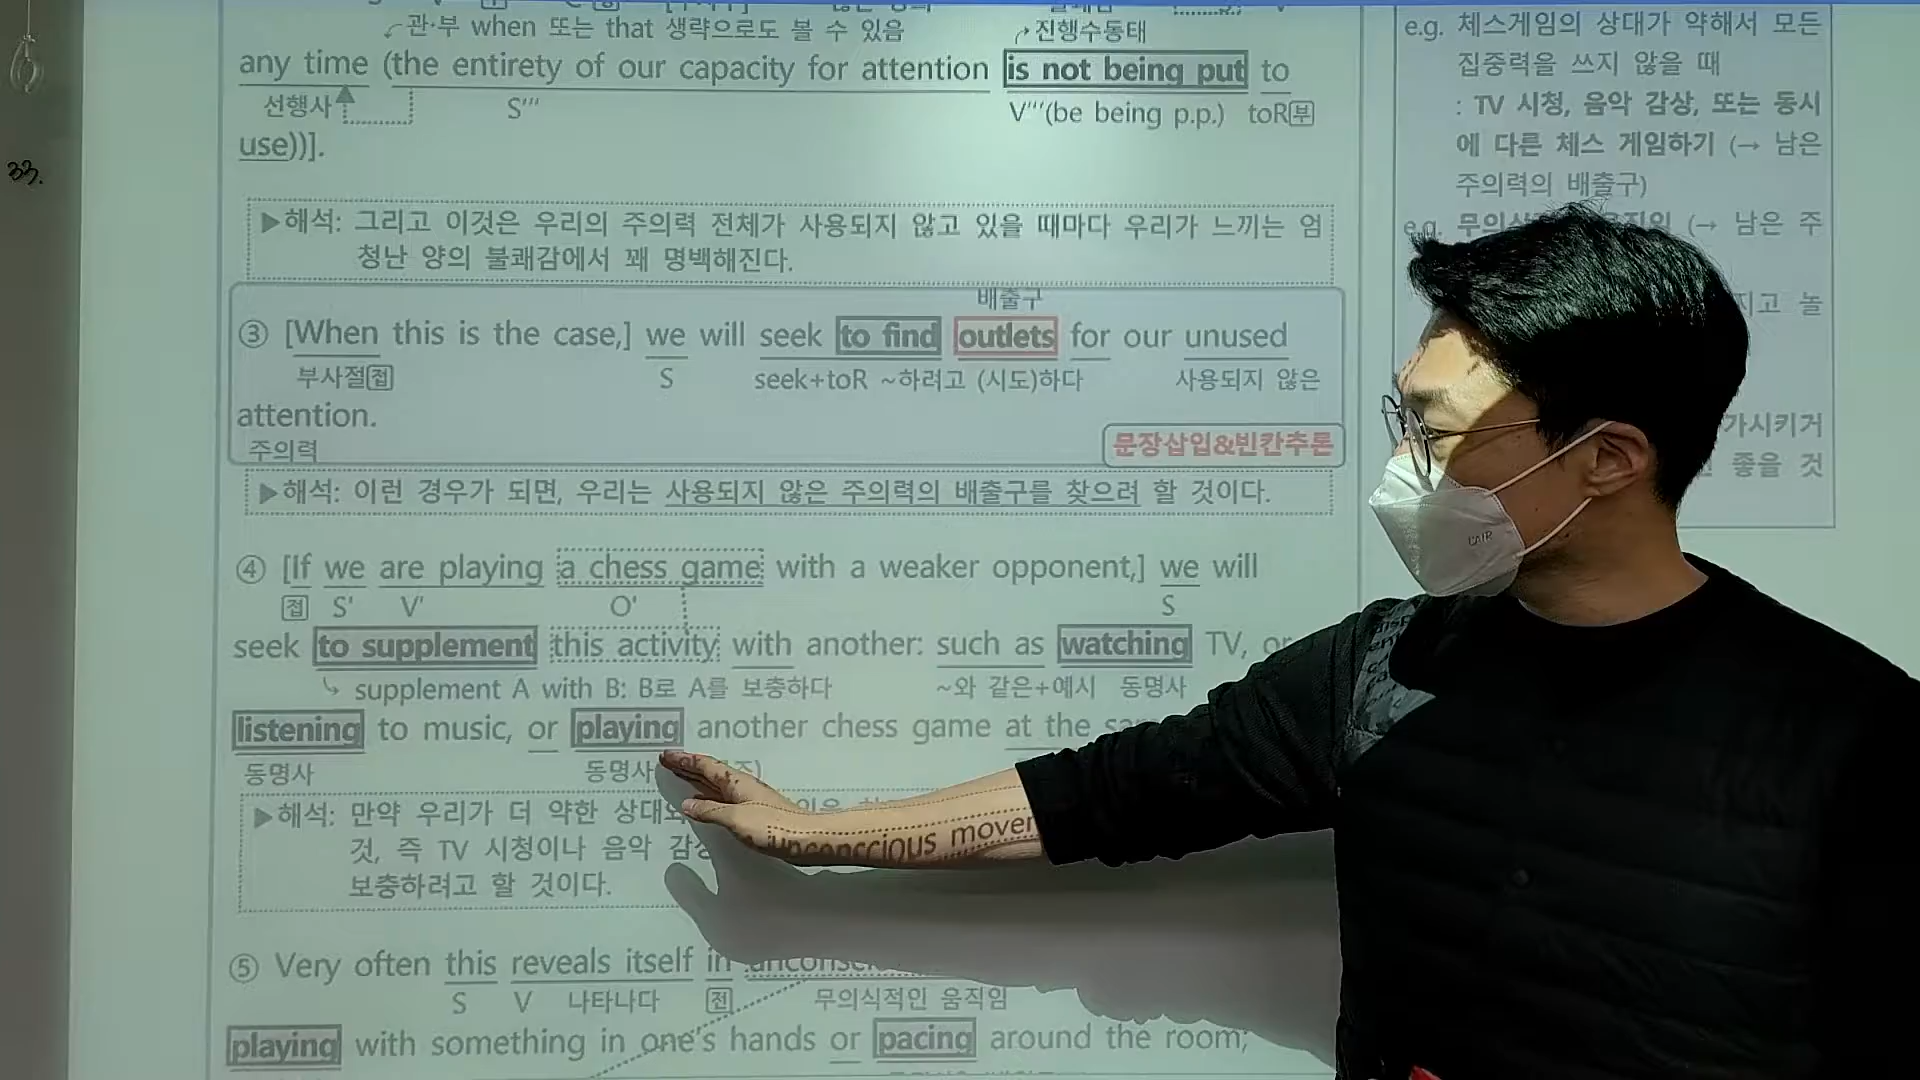 관·부 when 또는 that 생략으로도 볼 수 있음
진행수동태
any time (the entirety of our capacity for attention is not being put to
선행사 S''' V'''(be being p.p.) toR부
use))].
▶해석: 그리고 이것은 우리의 주의력 전체가 사용되지 않고 있을 때마다 우리가 느끼는 엄
청난 양의 불쾌감에서 꽤 명백해진다.
배출구
③ [When this is the case,] we will seek to find outlets for our unused
부사절접 S seek+toR ~하려고 (시도)하다 사용되지 않은
attention.
주의력
문장삽입&빈칸추론
▶해석: 이런 경우가 되면, 우리는 사용되지 않은 주의력의 배출구를 찾으려 할 것이다.
④ [If we are playing a chess game with a weaker opponent,] we will
접 S' V' O' S
seek to supplement this activity with another: such as watching TV, or
supplement A with B: B로 A를 보충하다 ~와 같은+예시 동명사
listening to music, or playing another chess game at the
동명사 동명사
▶해석: 만약 우리가 더 약한 상대
것, 즉 TV 시청이나 음악 감상
보충하려고 할 것이다.
unconscious
⑤ Very often this reveals itself in
S V 나타나다 전 무의식적인 움직임
playing with something in one's hands or pacing around the room;
e.g. 체스게임의 상대가 약해서 모든
집중력을 쓰지 않을 때
: TV 시청, 음악 감상, 또는 동시
에 다른 체스 게임하기 (→ 남은
주의력의 배출구)
e.g. (→ 남은 주
지고 놀
가시키거
좋을 것
33.